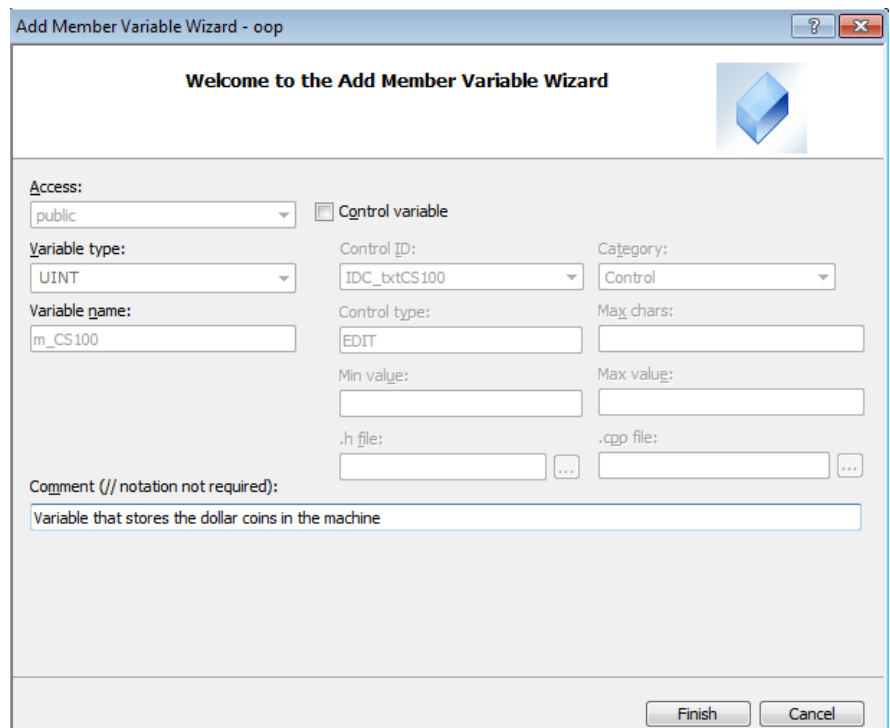 Add Member Variable Wizard - oop
Welcome to the Add Member Variable Wizard
Access:
public
Control variable
Variable type:
Control ID:
Category:
UINT
IDC_txtCS100
Control
Variable name:
Control type:
Max chars:
m_CS100
EDIT
Min value:
Max value:
.h file:
.cpp file:
...
...
Comment (// notation not required):
Variable that stores the dollar coins in the machine
Finish
Cancel